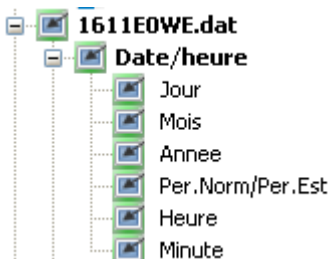 1611E0WE.dat
Date/heure
Jour
Mois
Annee
Per.Norm/Per.Est
Heure
Minute